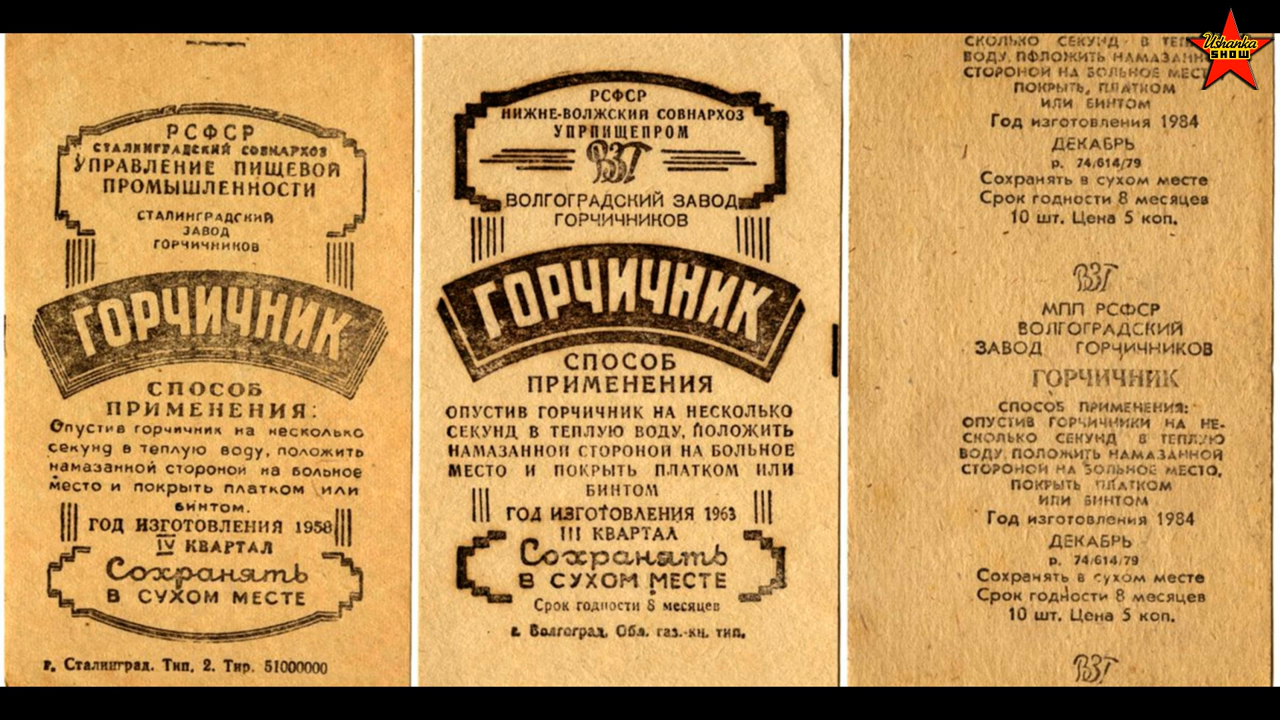 РСФСР
СТАЛИНГРАДСКИЙ СОВНАРХОЗ
УПРАВЛЕНИЕ ПИЩЕВОЙ
ПРОМЫШЛЕННОСТИ
СТАЛИНГРАДСКИЙ
ЗАВОД
ГОРЧИЧНИКОВ
ГОРЧИЧНИК
СПОСОБ
ПРИМЕНЕНИЯ:
Опустив горчичник на несколько
секунд в теплую воду, положить
намазанной стороной на больное
место и покрыть платком или
бинтом.
ГОД ИЗГОТОВЛЕНИЯ 1958
IV КВАРТАЛ
Сохранять
В СУХОМ МЕСТЕ
г. Сталинград. Тип. 2. Тир. 51000000
РСФСР
НИЖНЕ-ВОЛЖСКИЙ СОВНАРХОЗ
УПРПИЩЕПРОМ
ВЗГ
ВОЛГОГРАДСКИЙ ЗАВОД
ГОРЧИЧНИКОВ
ГОРЧИЧНИК
СПОСОБ
ПРИМЕНЕНИЯ
ОПУСТИВ ГОРЧИЧНИК НА НЕСКОЛЬКО
СЕКУНД В ТЕПЛУЮ ВОДУ, ПОЛОЖИТЬ
НАМАЗАННОЙ СТОРОНОЙ НА БОЛЬНОЕ
МЕСТО И ПОКРЫТЬ ПЛАТКОМ ИЛИ
БИНТОМ
ГОД ИЗГОТОВЛЕНИЯ 1963
III КВАРТАЛ
Сохранять
В СУХОМ МЕСТЕ
Срок годности 8 месяцев
г. Волгоград. Обл. газ.-кн. тип.
СКОЛЬКО СЕКУНД В ТЕП
ВОДУ, ПОЛОЖИТЬ НАМАЗАНН
СТОРОНОЙ НА БОЛЬНОЕ МЕСТ
ПОКРЫТЬ, ПЛАТКОМ
ИЛИ БИНТОМ
Год изготовления 1984
ДЕКАБРЬ
р. 74/614/79
Сохранять в сухом месте
Срок годности 8 месяцев
10 шт. Цена 5 коп.
ВЗГ
МПП РСФСР
ВОЛГОГРАДСКИЙ
ЗАВОД ГОРЧИЧНИКОВ
ГОРЧИЧНИК
СПОСОБ ПРИМЕНЕНИЯ:
ОПУСТИВ ГОРЧИЧНИКИ НА НЕ-
СКОЛЬКО СЕКУНД В ТЕПЛУЮ
ВОДУ, ПОЛОЖИТЬ НАМАЗАННОЙ
СТОРОНОЙ НА БОЛЬНОЕ МЕСТО,
ПОКРЫТЬ ПЛАТКОМ
ИЛИ БИНТОМ
Год изготовления 1984
ДЕКАБРЬ
р. 74/614/79
Сохранять в сухом месте
Срок годности 8 месяцев
10 шт. Цена 5 коп.
ВЗГ
Ushanka
SHOW